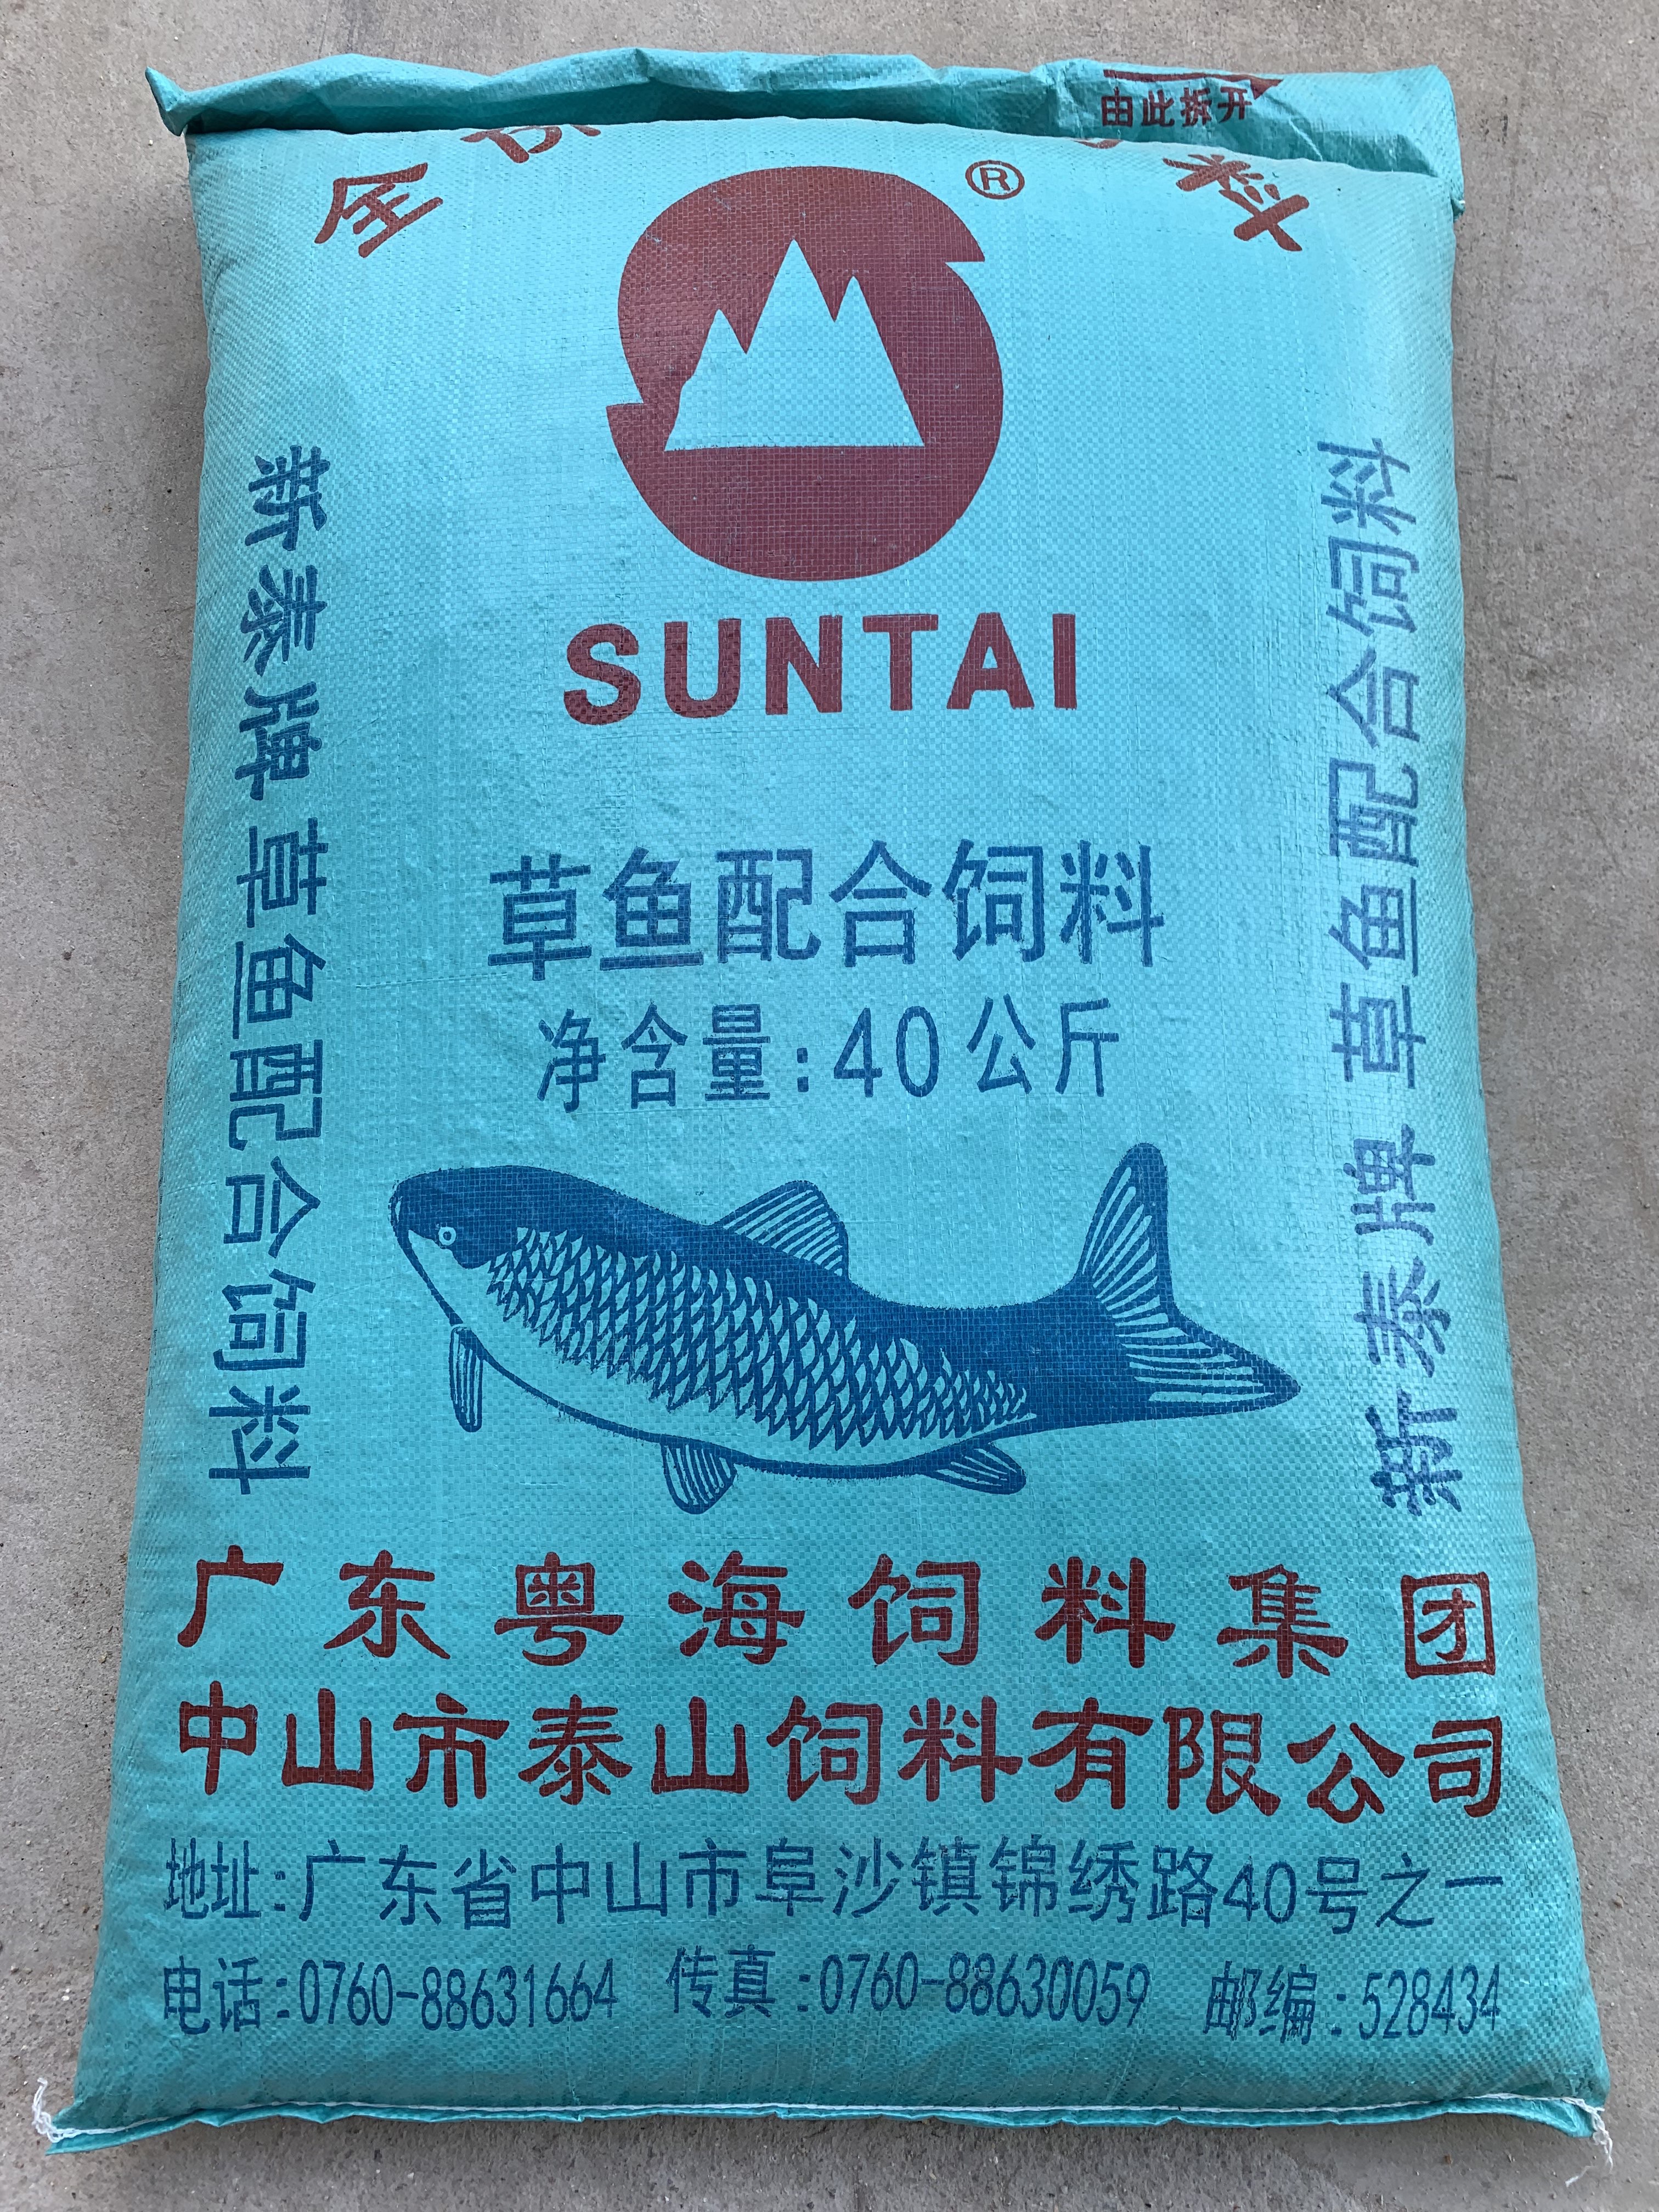 由此拆开
全
料
®
SUNTAI
新泰牌草鱼配合饲料
草鱼配合饲料
净含量:40公斤
新泰牌草鱼配合饲料
广东粤海饲料集团
中山市泰山饲料有限公司
地址:广东省中山市阜沙镇锦绣路40号之一
电话:0760-88631664 传真:0760-88630059 邮编:528434